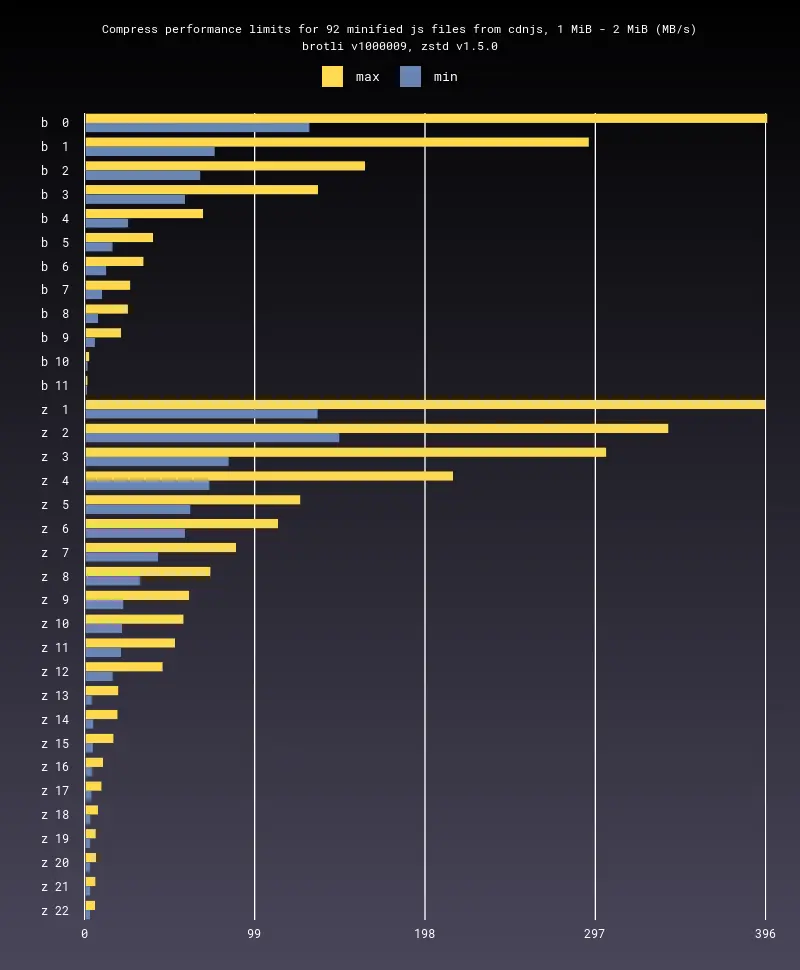 Compress performance limits for 92 minified js files from cdnjs, 1 MiB - 2 MiB (MB/s)
brotli v1000009, zstd v1.5.0
max min
b 0
b 1
b 2
b 3
b 4
b 5
b 6
b 7
b 8
b 9
b 10
b 11
z 1
z 2
z 3
z 4
z 5
z 6
z 7
z 8
z 9
z 10
z 11
z 12
z 13
z 14
z 15
z 16
z 17
z 18
z 19
z 20
z 21
z 22
0 99 198 297 396